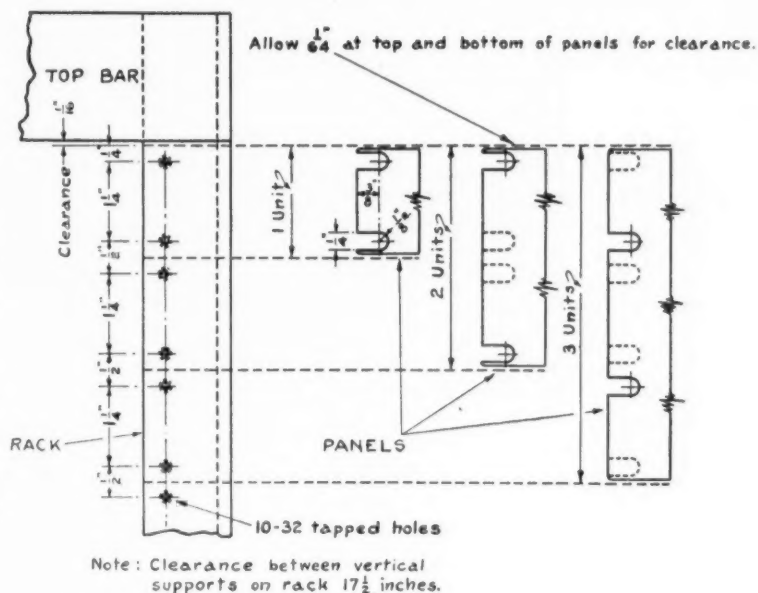 Allow 1/64" at top and bottom of panels for clearance.
TOP BAR
1/16"
Clearance
1/4"
1 1/4"
1/2"
1 1/4"
1/2"
1 1/4"
1/2"
1 Unit
1/4"
2 Units
3 Units
RACK
PANELS
10-32 tapped holes
Note: Clearance between vertical
supports on rack 17 1/2 inches.